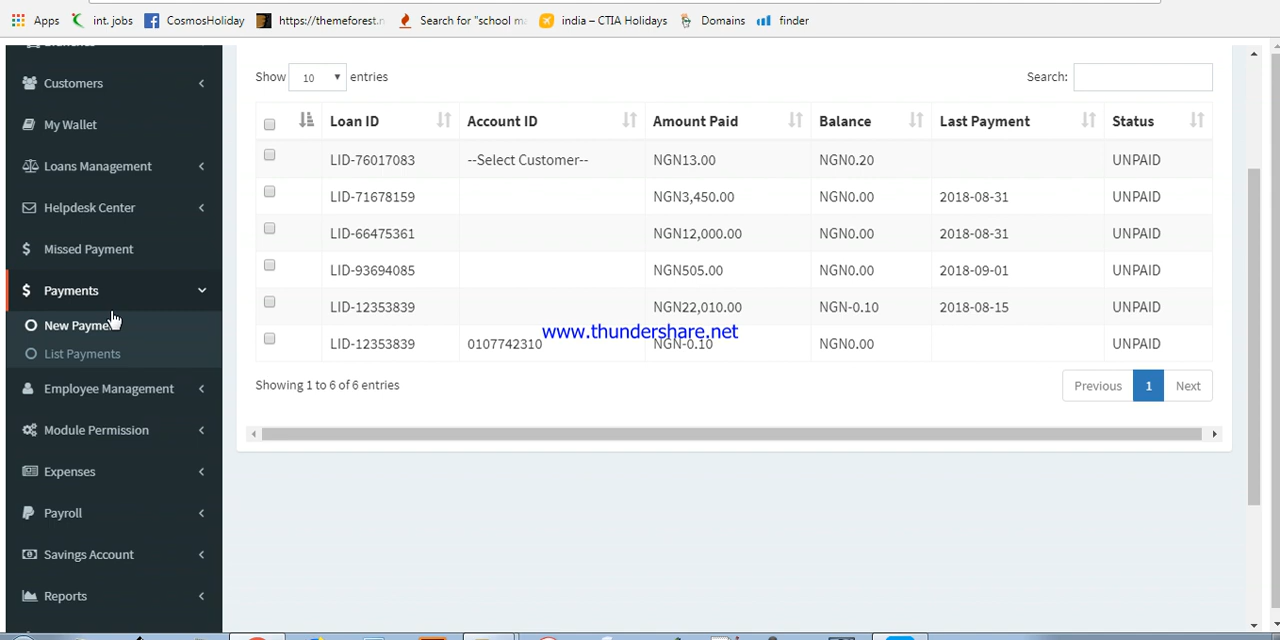 Apps int. jobs CosmosHoliday https://themeforest.n Search for "school ma india – CTIA Holidays Domains finder
Customers
My Wallet
Loans Management
Helpdesk Center
Missed Payment
Payments
New Payment
List Payments
Employee Management
Module Permission
Expenses
Payroll
Savings Account
Reports
Show 10 entries Search:
Loan ID Account ID Amount Paid Balance Last Payment Status
LID-76017083 --Select Customer-- NGN13.00 NGN0.20 UNPAID
LID-71678159 NGN3,450.00 NGN0.00 2018-08-31 UNPAID
LID-66475361 NGN12,000.00 NGN0.00 2018-08-31 UNPAID
LID-93694085 NGN505.00 NGN0.00 2018-09-01 UNPAID
LID-12353839 NGN22,010.00 NGN-0.10 2018-08-15 UNPAID
www.thundershare.net
LID-12353839 0107742310 NGN-0.10 NGN0.00 UNPAID
Showing 1 to 6 of 6 entries Previous 1 Next